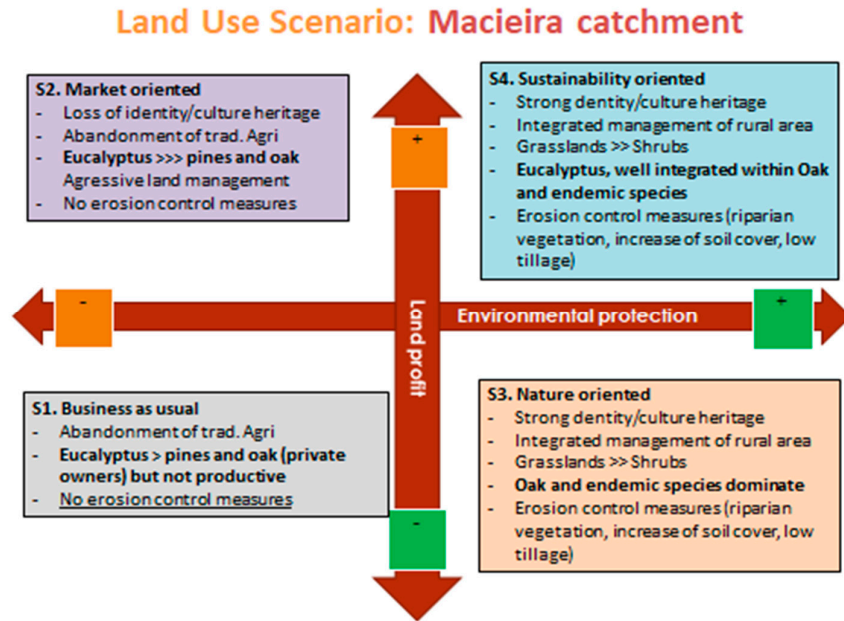 Land Use Scenario: Macieira catchment
S2. Market oriented
- Loss of identity/culture heritage
- Abandonment of trad. Agri
- Eucalyptus >>> pines and oak
Agressive land management
- No erosion control measures
S4. Sustainability oriented
- Strong dentity/culture heritage
- Integrated management of rural area
- Grasslands >> Shrubs
- Eucalyptus, well integrated within Oak
and endemic species
- Erosion control measures (riparian
vegetation, increase of soil cover, low
tillage)
+
-
Environmental protection
+
Land profit
S1. Business as usual
- Abandonment of trad. Agri
- Eucalyptus > pines and oak (private
owners) but not productive
- No erosion control measures
S3. Nature oriented
- Strong dentity/culture heritage
- Integrated management of rural area
- Grasslands >> Shrubs
- Oak and endemic species dominate
- Erosion control measures (riparian
vegetation, increase of soil cover, low
tillage)
-